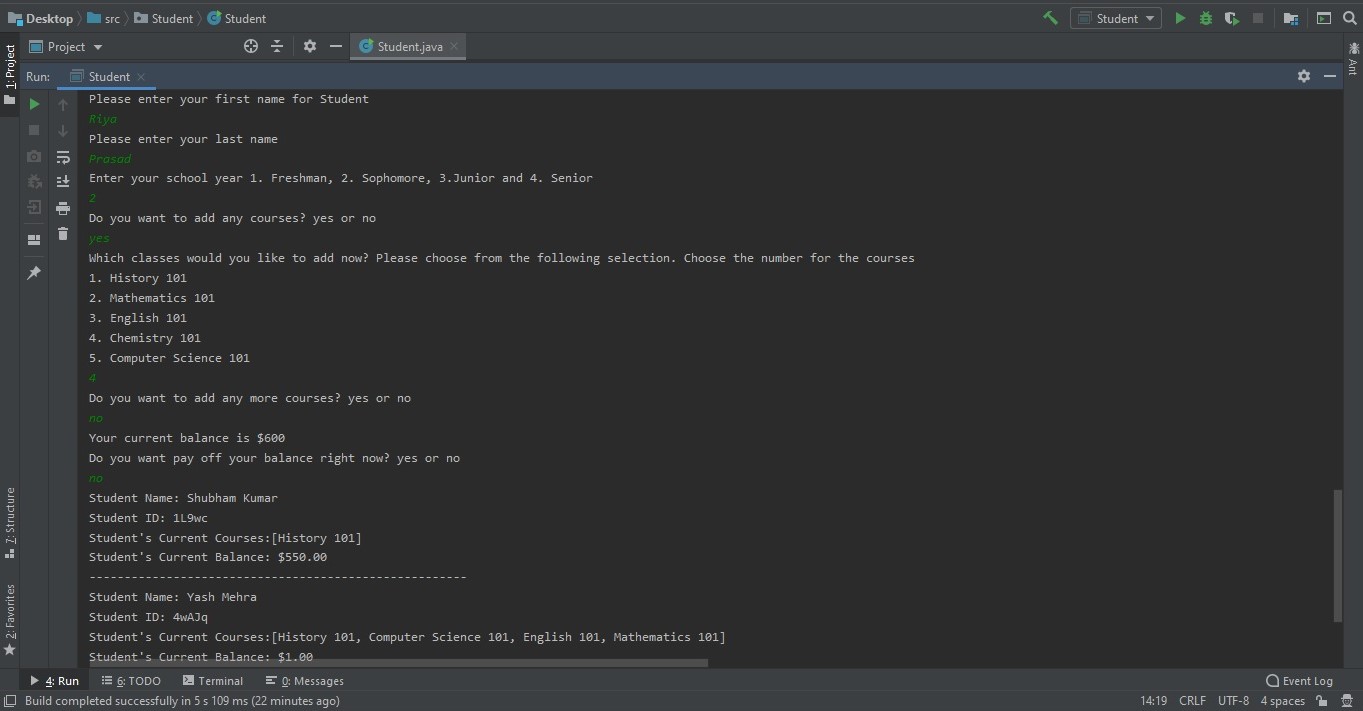 Desktop src Student Student
Student
Project Student.java
1: Project
Ant
Run: Student
Please enter your first name for Student
Riya
Please enter your last name
Prasad
Enter your school year 1. Freshman, 2. Sophomore, 3.Junior and 4. Senior
2
Do you want to add any courses? yes or no
yes
Which classes would you like to add now? Please choose from the following selection. Choose the number for the courses
1. History 101
2. Mathematics 101
3. English 101
4. Chemistry 101
5. Computer Science 101
4
Do you want to add any more courses? yes or no
no
Your current balance is $600
Do you want pay off your balance right now? yes or no
no
Student Name: Shubham Kumar
Student ID: 1L9wc
Student's Current Courses:[History 101]
Student's Current Balance: $550.00
------------------------------------------------------
Student Name: Yash Mehra
Student ID: 4wAJq
Student's Current Courses:[History 101, Computer Science 101, English 101, Mathematics 101]
Student's Current Balance: $1.00
7: Structure
2: Favorites
4: Run 6: TODO Terminal 0: Messages Event Log
Build completed successfully in 5 s 109 ms (22 minutes ago) 14:19 CRLF UTF-8 4 spaces